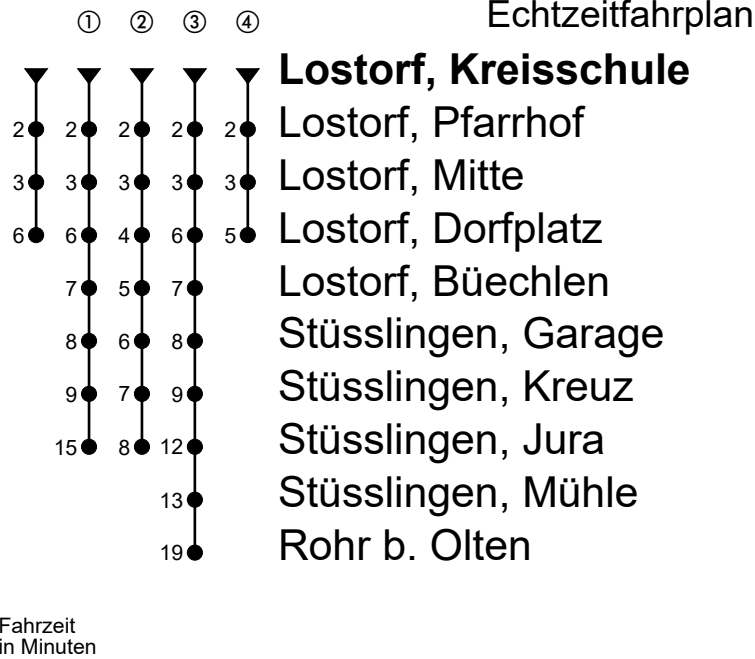 Echtzeitfahrplan
① ② ③ ④
Lostorf, Kreisschule
2 2 2 2 2 Lostorf, Pfarrhof
3 3 3 3 3 Lostorf, Mitte
6 6 4 6 5 Lostorf, Dorfplatz
7 5 7 Lostorf, Büechlen
8 6 8 Stüsslingen, Garage
9 7 9 Stüsslingen, Kreuz
15 8 12 Stüsslingen, Jura
13 Stüsslingen, Mühle
19 Rohr b. Olten
Fahrzeit
in Minuten